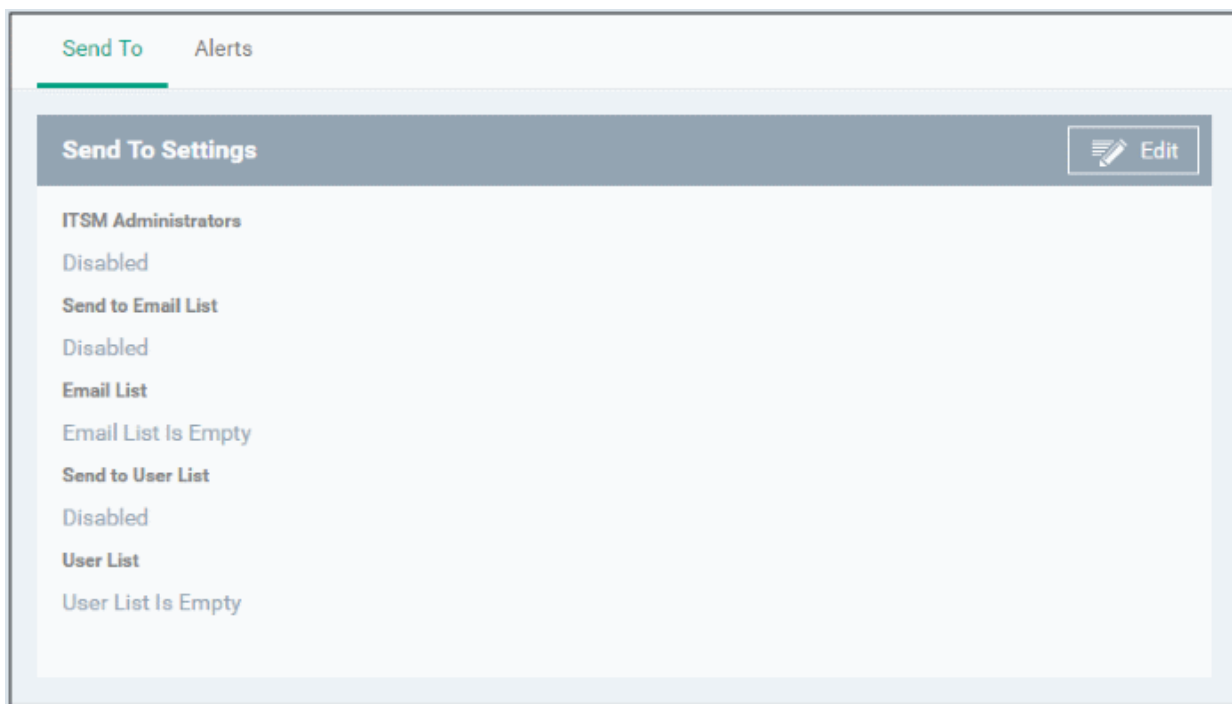 Send To Alerts
Send To Settings Edit
ITSM Administrators
Disabled
Send to Email List
Disabled
Email List
Email List Is Empty
Send to User List
Disabled
User List
User List Is Empty